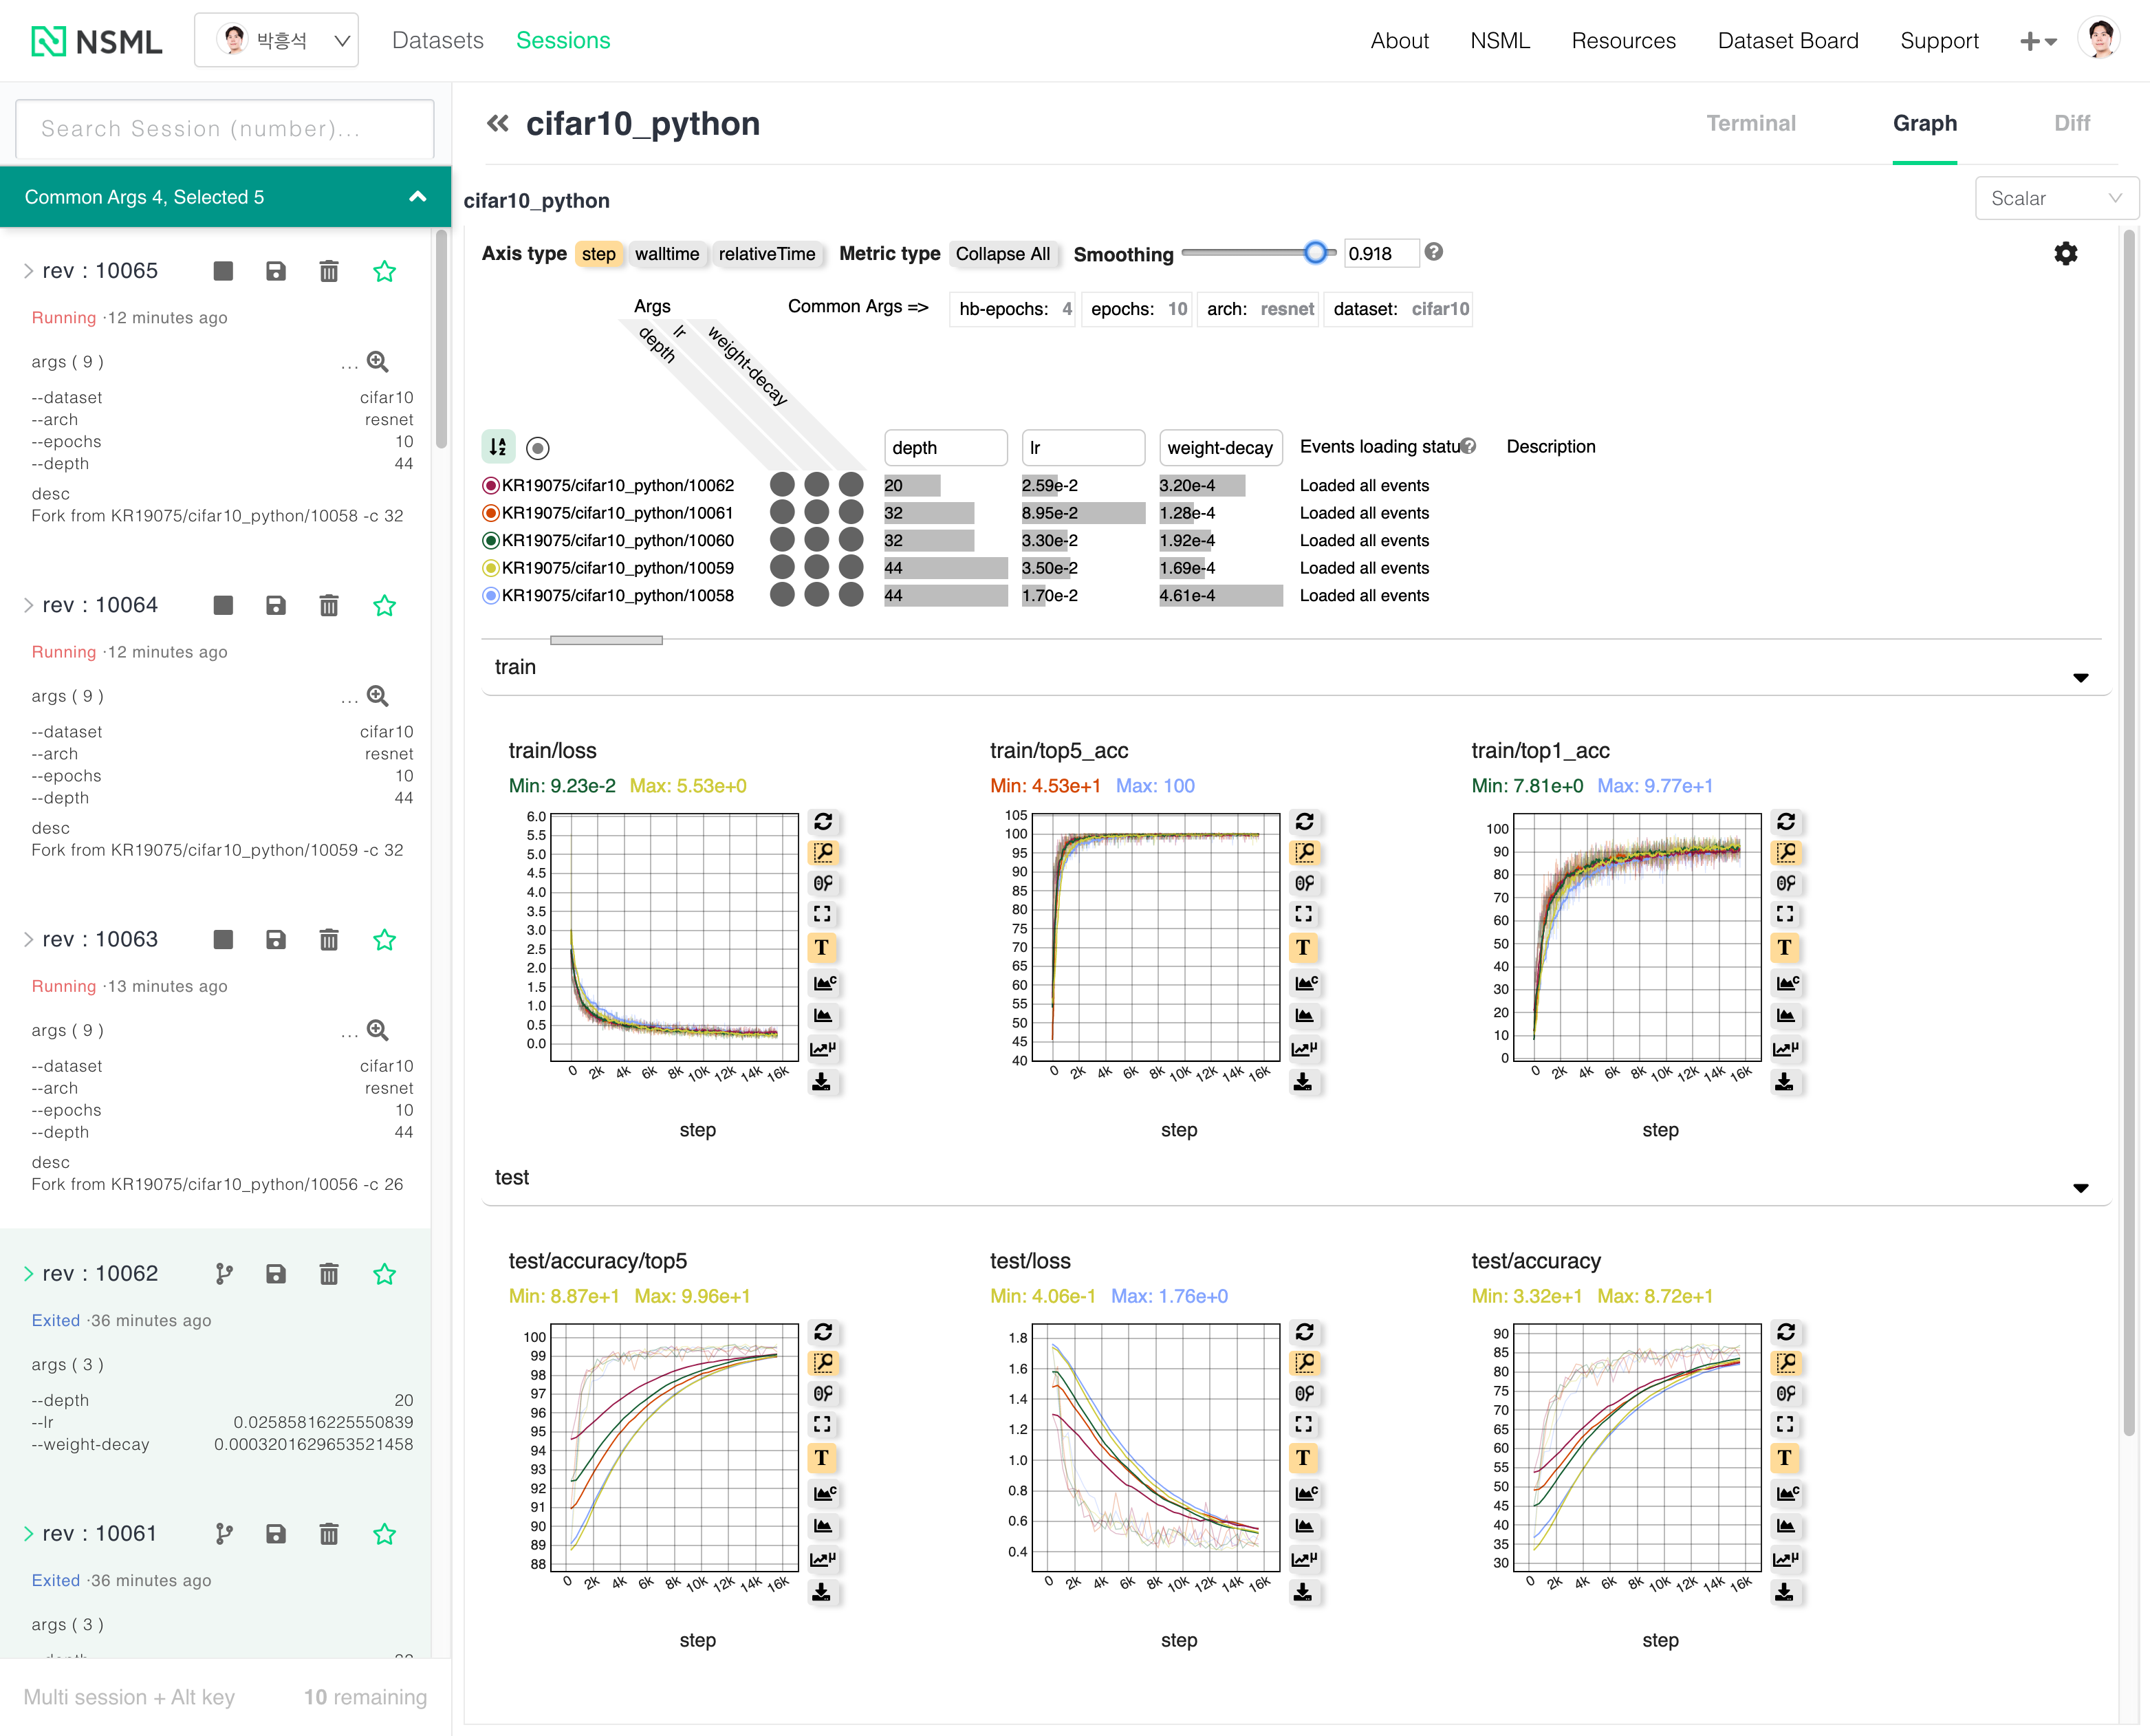 NSML
박흥석
Datasets
Sessions
About
NSML
Resources
Dataset Board
Support
Search Session (number)...
Common Args 4, Selected 5
rev : 10065
Running ·12 minutes ago
args ( 9 ) ...
--dataset cifar10
--arch resnet
--epochs 10
--depth 44
desc
Fork from KR19075/cifar10_python/10058 -c 32
rev : 10064
Running ·12 minutes ago
args ( 9 ) ...
--dataset cifar10
--arch resnet
--epochs 10
--depth 44
desc
Fork from KR19075/cifar10_python/10059 -c 32
rev : 10063
Running ·13 minutes ago
args ( 9 ) ...
--dataset cifar10
--arch resnet
--epochs 10
--depth 44
desc
Fork from KR19075/cifar10_python/10056 -c 26
rev : 10062
Exited ·36 minutes ago
args ( 3 )
--depth 20
--lr 0.02585816225550839
--weight-decay 0.0003201629653521458
rev : 10061
Exited ·36 minutes ago
args ( 3 )
Multi session + Alt key 10 remaining
cifar10_python
Terminal
Graph
Diff
cifar10_python
Scalar
Axis type step walltime relativeTime Metric type Collapse All Smoothing 0.918
Args
Common Args => hb-epochs: 4 epochs: 10 arch: resnet dataset: cifar10
depth
lr
weight-decay
depth lr weight-decay Events loading statu Description
KR19075/cifar10_python/10062 20 2.59e-2 3.20e-4 Loaded all events
KR19075/cifar10_python/10061 32 8.95e-2 1.28e-4 Loaded all events
KR19075/cifar10_python/10060 32 3.30e-2 1.92e-4 Loaded all events
KR19075/cifar10_python/10059 44 3.50e-2 1.69e-4 Loaded all events
KR19075/cifar10_python/10058 44 1.70e-2 4.61e-4 Loaded all events
train
train/loss
Min: 9.23e-2 Max: 5.53e+0
6.0
5.5
5.0
4.5
4.0
3.5
3.0
2.5
2.0
1.5
1.0
0.5
0.0
0 2k 4k 6k 8k 10k 12k 14k 16k
step
train/top5_acc
Min: 4.53e+1 Max: 100
105
100
95
90
85
80
75
70
65
60
55
50
45
40
0 2k 4k 6k 8k 10k 12k 14k 16k
step
train/top1_acc
Min: 7.81e+0 Max: 9.77e+1
100
90
80
70
60
50
40
30
20
10
0
0 2k 4k 6k 8k 10k 12k 14k 16k
step
test
test/accuracy/top5
Min: 8.87e+1 Max: 9.96e+1
100
99
98
97
96
95
94
93
92
91
90
89
88
0 2k 4k 6k 8k 10k 12k 14k 16k
step
test/loss
Min: 4.06e-1 Max: 1.76e+0
1.8
1.6
1.4
1.2
1.0
0.8
0.6
0.4
0 2k 4k 6k 8k 10k 12k 14k 16k
step
test/accuracy
Min: 3.32e+1 Max: 8.72e+1
90
85
80
75
70
65
60
55
50
45
40
35
30
0 2k 4k 6k 8k 10k 12k 14k 16k
step